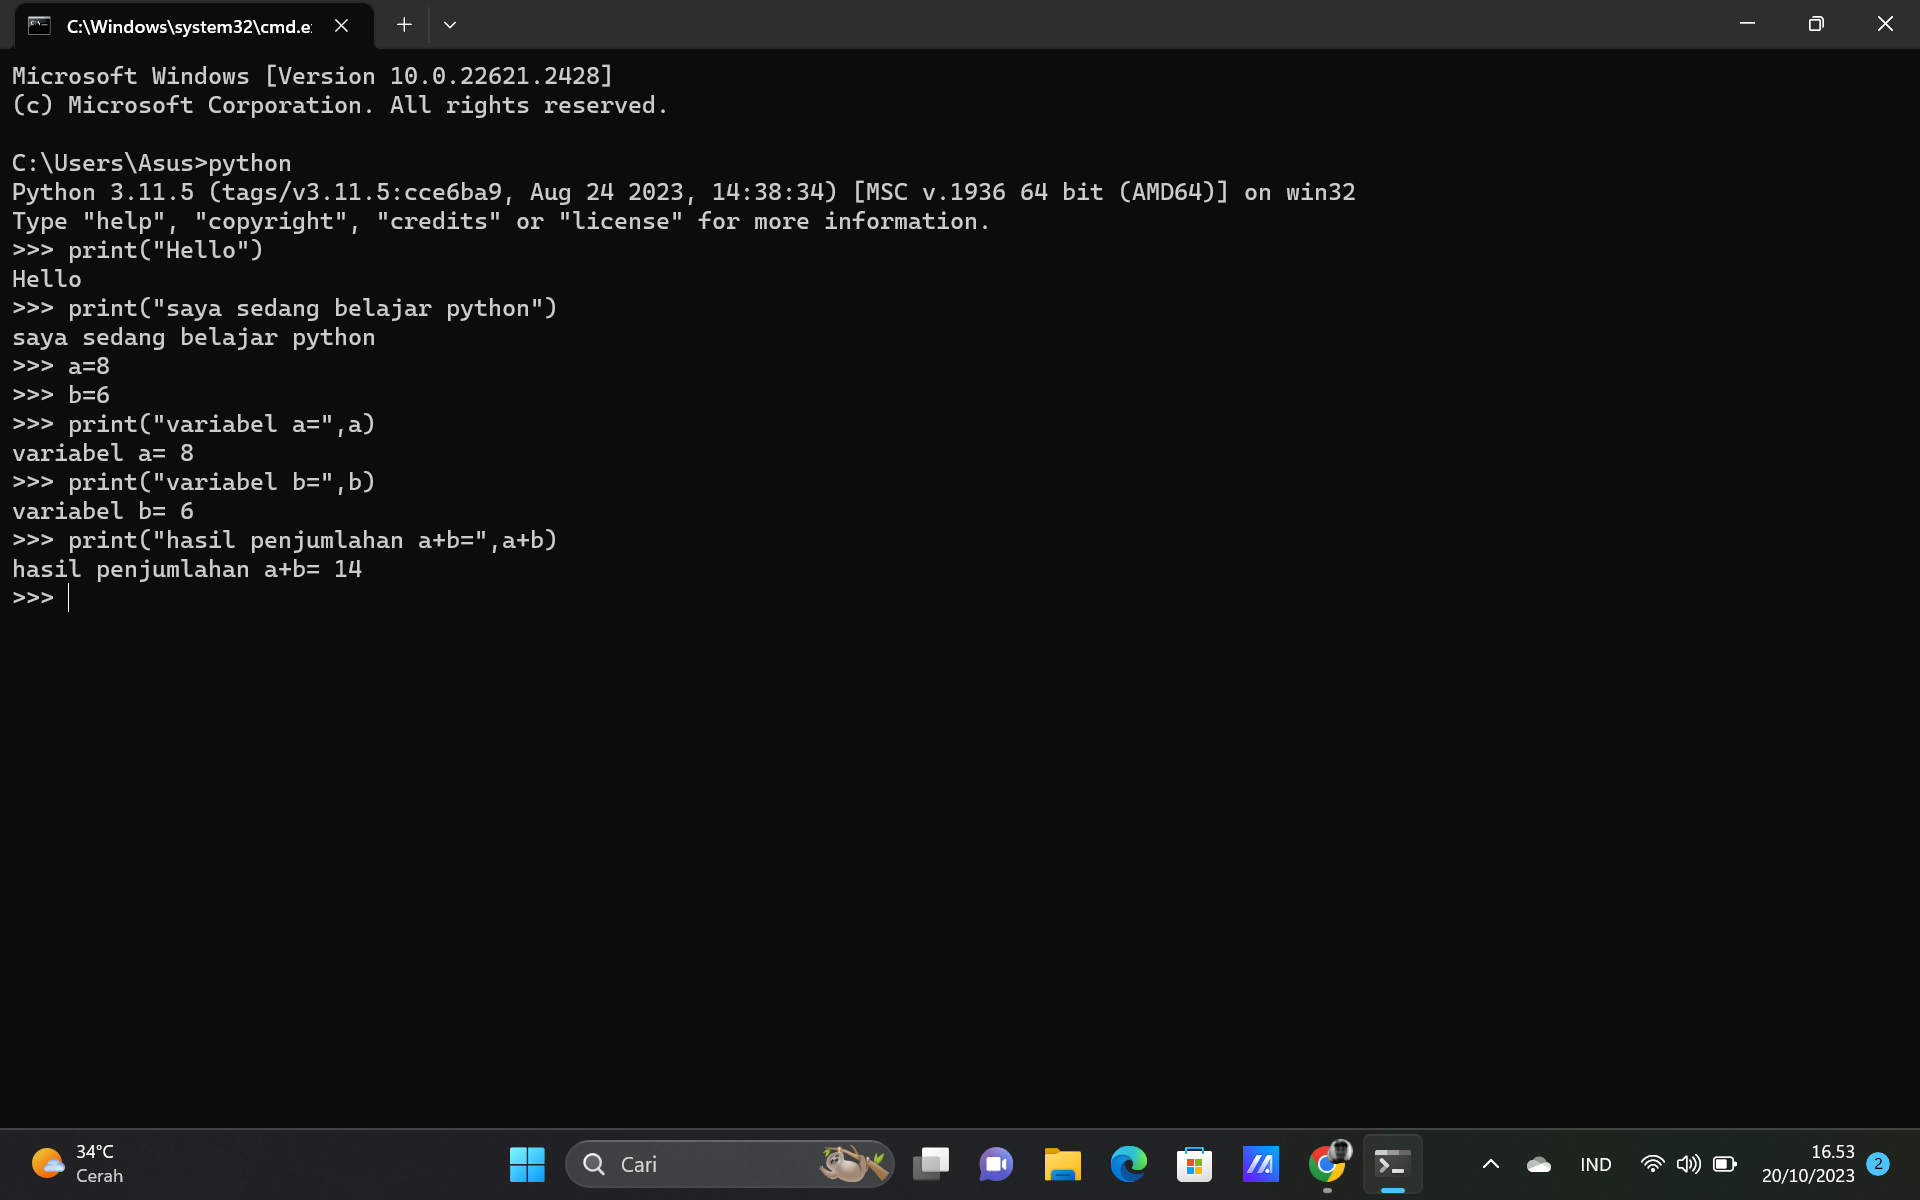 C:\Windows\system32\cmd.e
Microsoft Windows [Version 10.0.22621.2428]
(c) Microsoft Corporation. All rights reserved.
C:\Users\Asus>python
Python 3.11.5 (tags/v3.11.5:cce6ba9, Aug 24 2023, 14:38:34) [MSC v.1936 64 bit (AMD64)] on win32
Type "help", "copyright", "credits" or "license" for more information.
>>> print("Hello")
Hello
>>> print("saya sedang belajar python")
saya sedang belajar python
>>> a=8
>>> b=6
>>> print("variabel a=",a)
variabel a= 8
>>> print("variabel b=",b)
variabel b= 6
>>> print("hasil penjumlahan a+b=",a+b)
hasil penjumlahan a+b= 14
>>>
34°C
Cerah
Cari
IND
16.53
20/10/2023
2